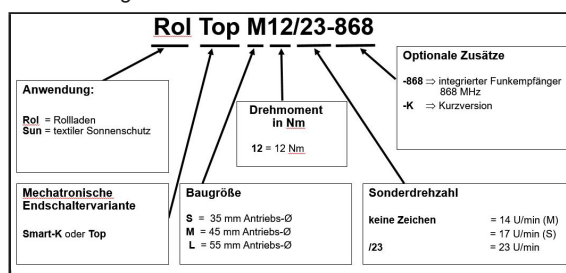 Rol Top M12/23-868
Anwendung:
Rol = Rollladen
Sun = textiler Sonnenschutz
Drehmoment
in Nm
12 = 12 Nm
Optionale Zusätze
-868 ⇒ integrierter Funkempfänger
868 MHz
-K ⇒ Kurzversion
Mechatronische
Endschaltervariante
Smart-K oder Top
Baugröße
S = 35 mm Antriebs-Ø
M = 45 mm Antriebs-Ø
L = 55 mm Antriebs-Ø
Sonderdrehzahl
keine Zeichen = 14 U/min (M)
= 17 U/min (S)
/23 = 23 U/min